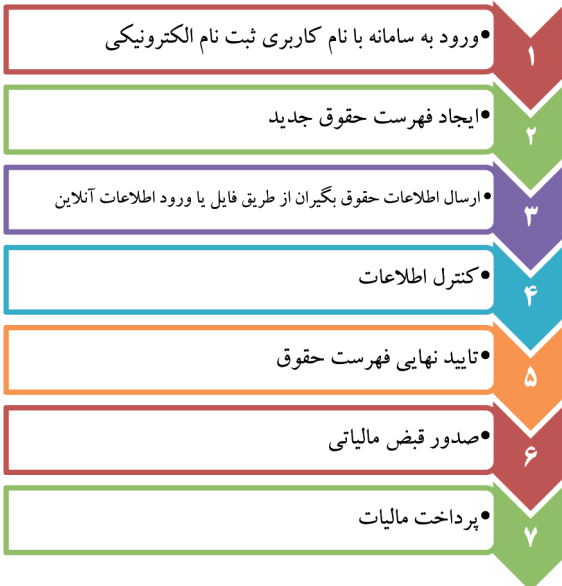 ۱
•ورود به سامانه با نام کاربری ثبت نام الکترونیکی
۲
•ایجاد فهرست حقوق جدید
۳
•ارسال اطلاعات حقوق بگیران از طریق فایل یا ورود اطلاعات آنلاین
۴
•کنترل اطلاعات
۵
•تایید نهایی فهرست حقوق
۶
•صدور قبض مالیاتی
۷
•پرداخت مالیات